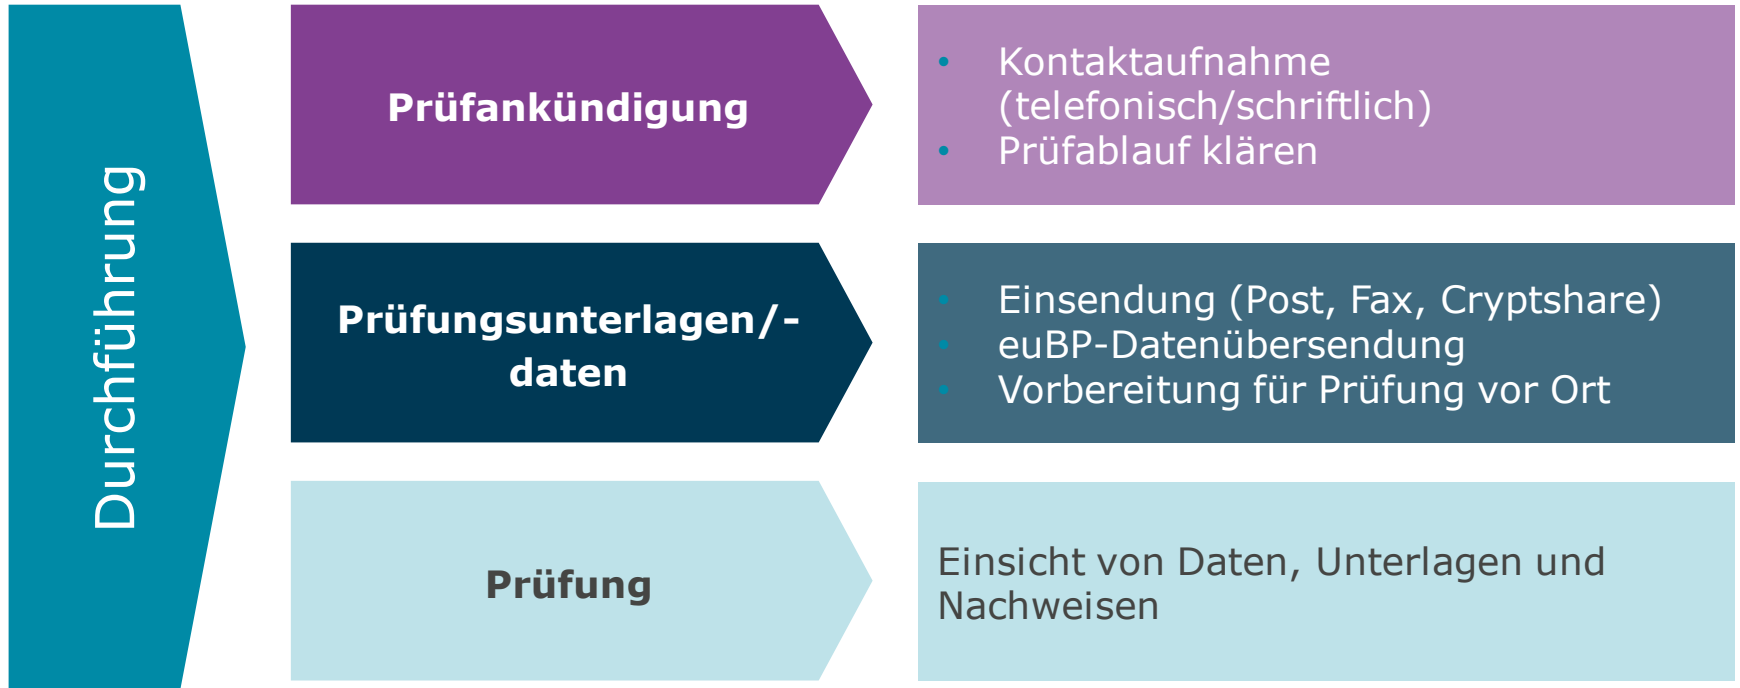 Durchführung
Prüfankündigung
• Kontaktaufnahme
(telefonisch/schriftlich)
• Prüfablauf klären
Prüfungsunterlagen/-
daten
• Einsendung (Post, Fax, Cryptshare)
• euBP-Datenübersendung
• Vorbereitung für Prüfung vor Ort
Prüfung
Einsicht von Daten, Unterlagen und
Nachweisen